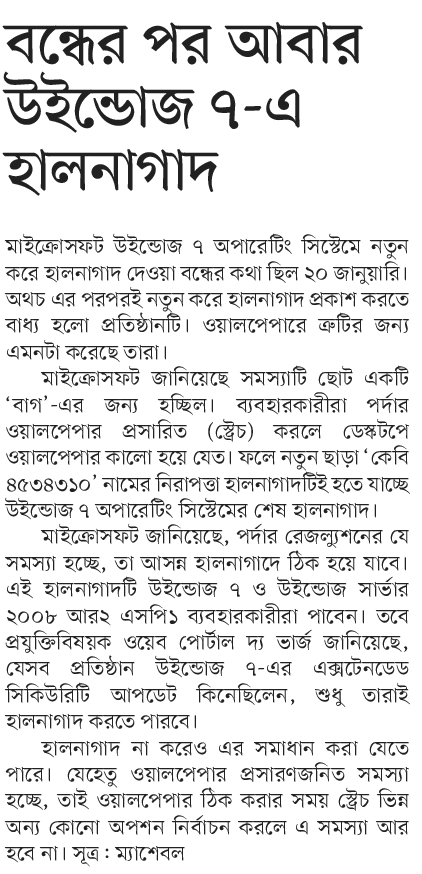 বন্ধের পর আবার
উইন্ডোজ ৭-এ
হালনাগাদ
মাইক্রোসফট উইন্ডোজ ৭ অপারেটিং সিস্টেমে নতুন
করে হালনাগাদ দেওয়া বন্ধের কথা ছিল ২০ জানুয়ারি।
অথচ এর পরপরই নতুন করে হালনাগাদ প্রকাশ করতে
বাধ্য হলো প্রতিষ্ঠানটি। ওয়ালপেপারে ত্রুটির জন্য
এমনটা করেছে তারা।
মাইক্রোসফট জানিয়েছে সমস্যাটি ছোট একটি
‘বাগ’-এর জন্য হচ্ছিল। ব্যবহারকারীরা পর্দার
ওয়ালপেপার প্রসারিত (স্ট্রেচ) করলে ডেস্কটপে
ওয়ালপেপার কালো হয়ে যেত। ফলে নতুন ছাড়া ‘কেবি
৪৫৩৪৩১০’ নামের নিরাপত্তা হালনাগাদটিই হতে যাচ্ছে
উইন্ডোজ ৭ অপারেটিং সিস্টেমের শেষ হালনাগাদ।
মাইক্রোসফট জানিয়েছে, পর্দার রেজল্যুশনের যে
সমস্যা হচ্ছে, তা আসন্ন হালনাগাদে ঠিক হয়ে যাবে।
এই হালনাগাদটি উইন্ডোজ ৭ ও উইন্ডোজ সার্ভার
২০০৮ আর২ এসপি১ ব্যবহারকারীরা পাবেন। তবে
প্রযুক্তিবিষয়ক ওয়েব পোর্টাল দ্য ভার্জ জানিয়েছে,
যেসব প্রতিষ্ঠান উইন্ডোজ ৭-এর এক্সটেনডেড
সিকিউরিটি আপডেট কিনেছিলেন, শুধু তারাই
হালনাগাদ করতে পারবে।
হালনাগাদ না করেও এর সমাধান করা যেতে
পারে। যেহেতু ওয়ালপেপার প্রসারণজনিত সমস্যা
হচ্ছে, তাই ওয়ালপেপার ঠিক করার সময় স্ট্রেচ ভিন্ন
অন্য কোনো অপশন নির্বাচন করলে এ সমস্যা আর
হবে না। সূত্র : ম্যাশেবল